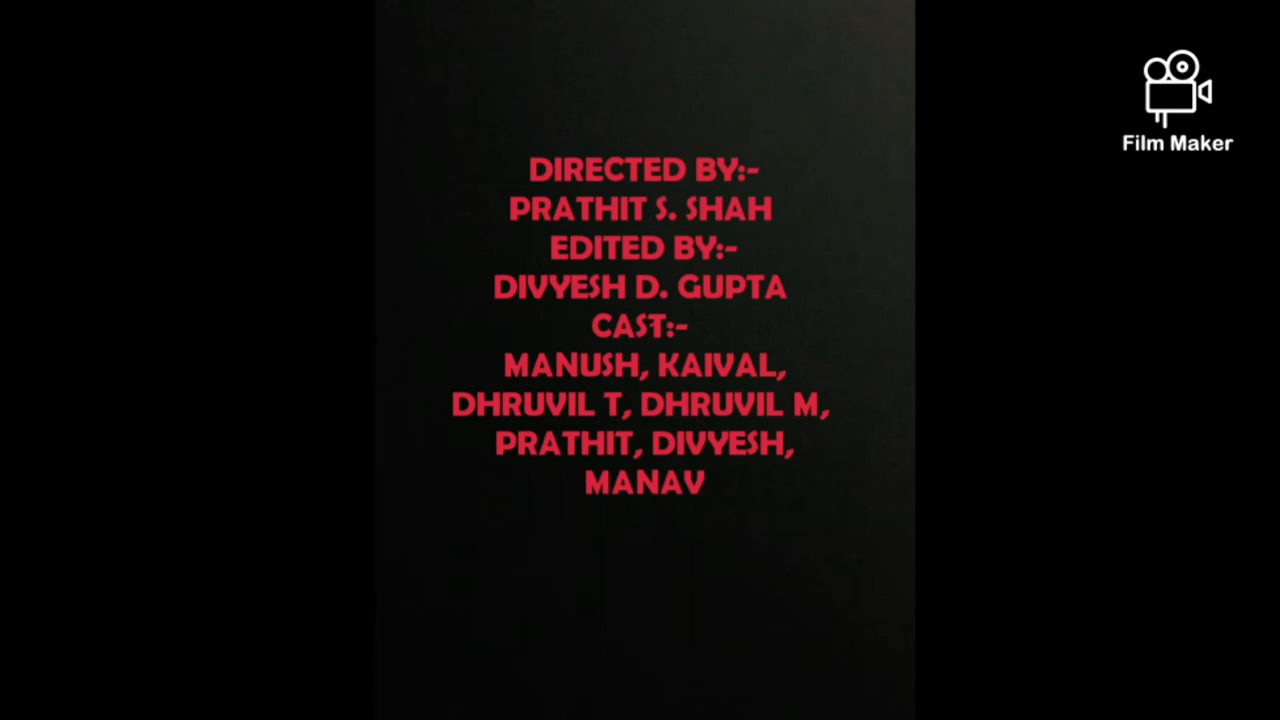 Film Maker
DIRECTED BY:-
PRATHIT S. SHAH
EDITED BY:-
DIVYESH D. GUPTA
CAST:-
MANUSH, KAIVAL,
DHRUVIL T, DHRUVIL M,
PRATHIT, DIVYESH,
MANAV